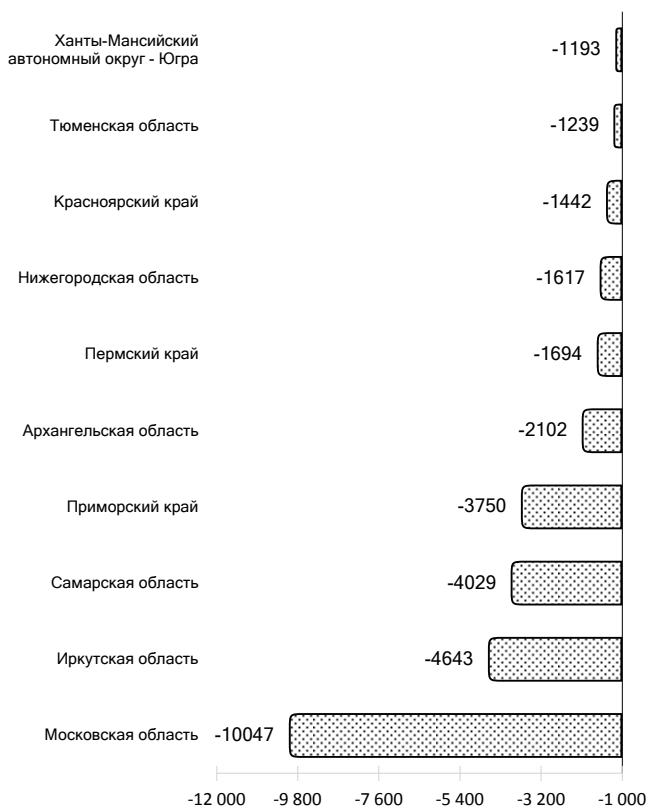 Ханты-Мансийский
автономный округ - Югра
-1193
Тюменская область
-1239
Красноярский край
-1442
Нижегородская область
-1617
Пермский край
-1694
Архангельская область
-2102
Приморский край
-3750
Самарская область
-4029
Иркутская область
-4643
Московская область
-10047
-12 000 -9 800 -7 600 -5 400 -3 200 -1 000